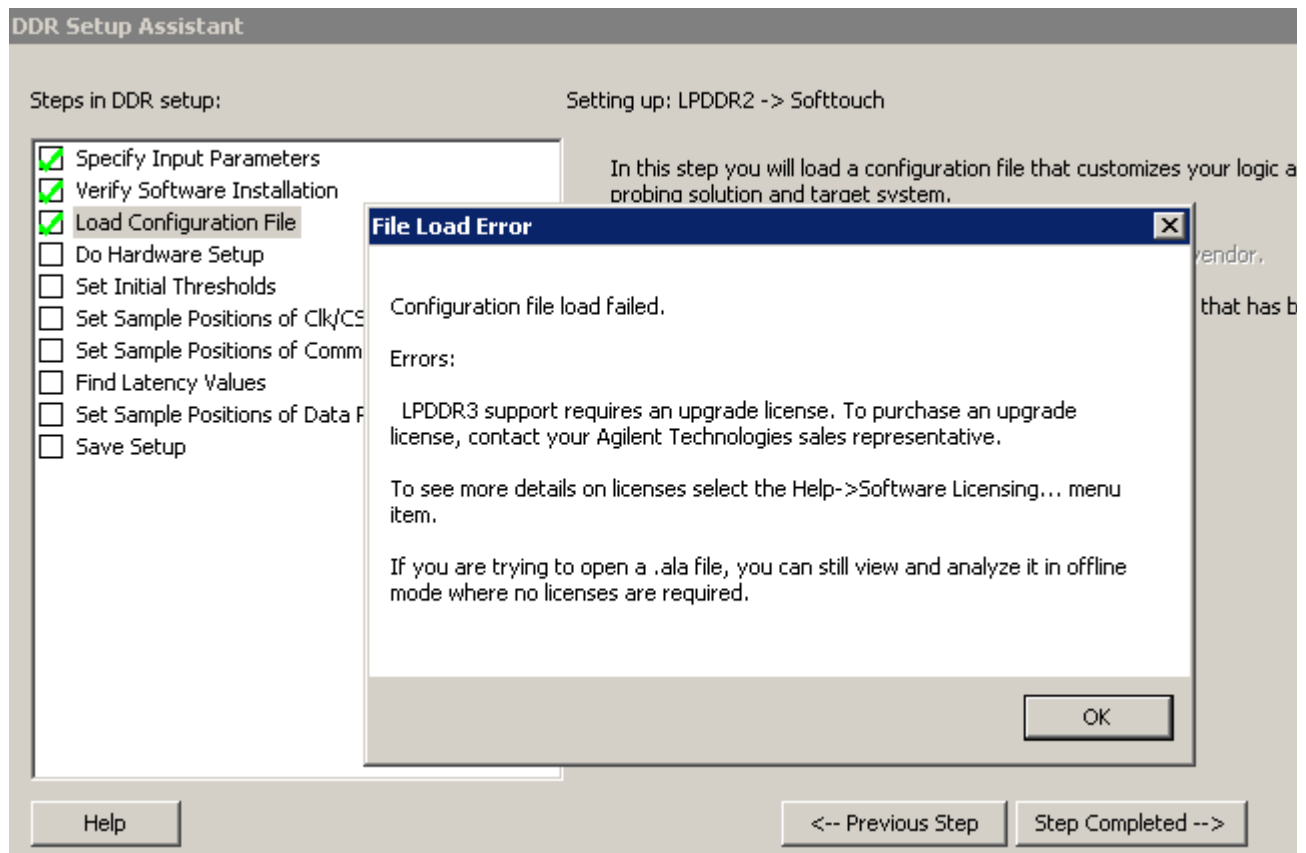 DDR Setup Assistant
Steps in DDR setup:
Setting up: LPDDR2 -> Softtouch
Specify Input Parameters
Verify Software Installation
Load Configuration File
Do Hardware Setup
Set Initial Thresholds
Set Sample Positions of Clk/CS
Set Sample Positions of Comm
Find Latency Values
Set Sample Positions of Data
Save Setup
In this step you will load a configuration file that customizes your logic a
probing solution and target system.
vendor.
that has b
File Load Error
Configuration file load failed.
Errors:
LPDDR3 support requires an upgrade license. To purchase an upgrade
license, contact your Agilent Technologies sales representative.
To see more details on licenses select the Help->Software Licensing... menu
item.
If you are trying to open a .ala file, you can still view and analyze it in offline
mode where no licenses are required.
OK
Help
<-- Previous Step
Step Completed -->